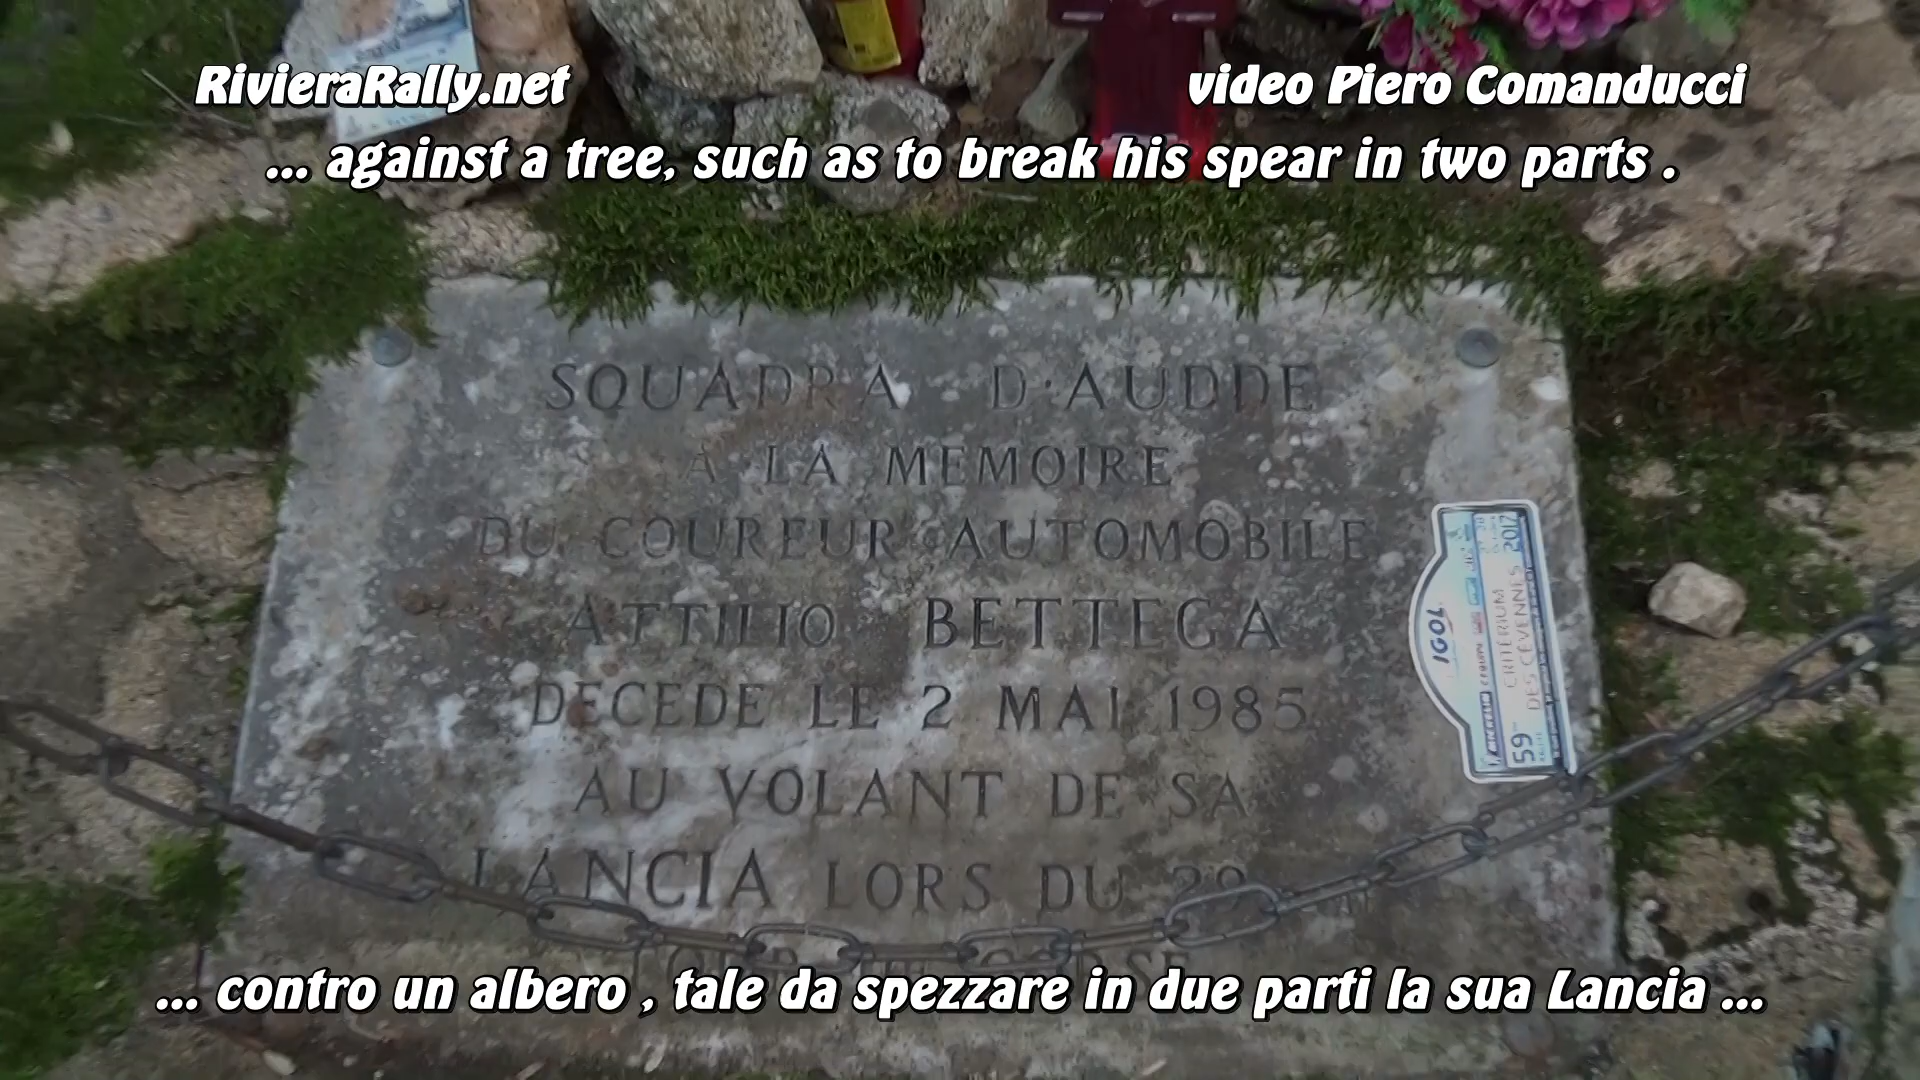 RivieraRally.net
video Piero Comanducci
... against a tree, such as to break his spear in two parts .
SQUADRA D'AUDDE
A LA MEMOIRE
DU COUREUR AUTOMOBILE
ATTILIO BETTEGA
DECEDE LE 2 MAI 1985
AU VOLANT DE SA
LANCIA LORS DU 29
IGOL
CRITERIUM
DES CEVENNES 2017
59
... contro un albero , tale da spezzare in due parti la sua Lancia ...